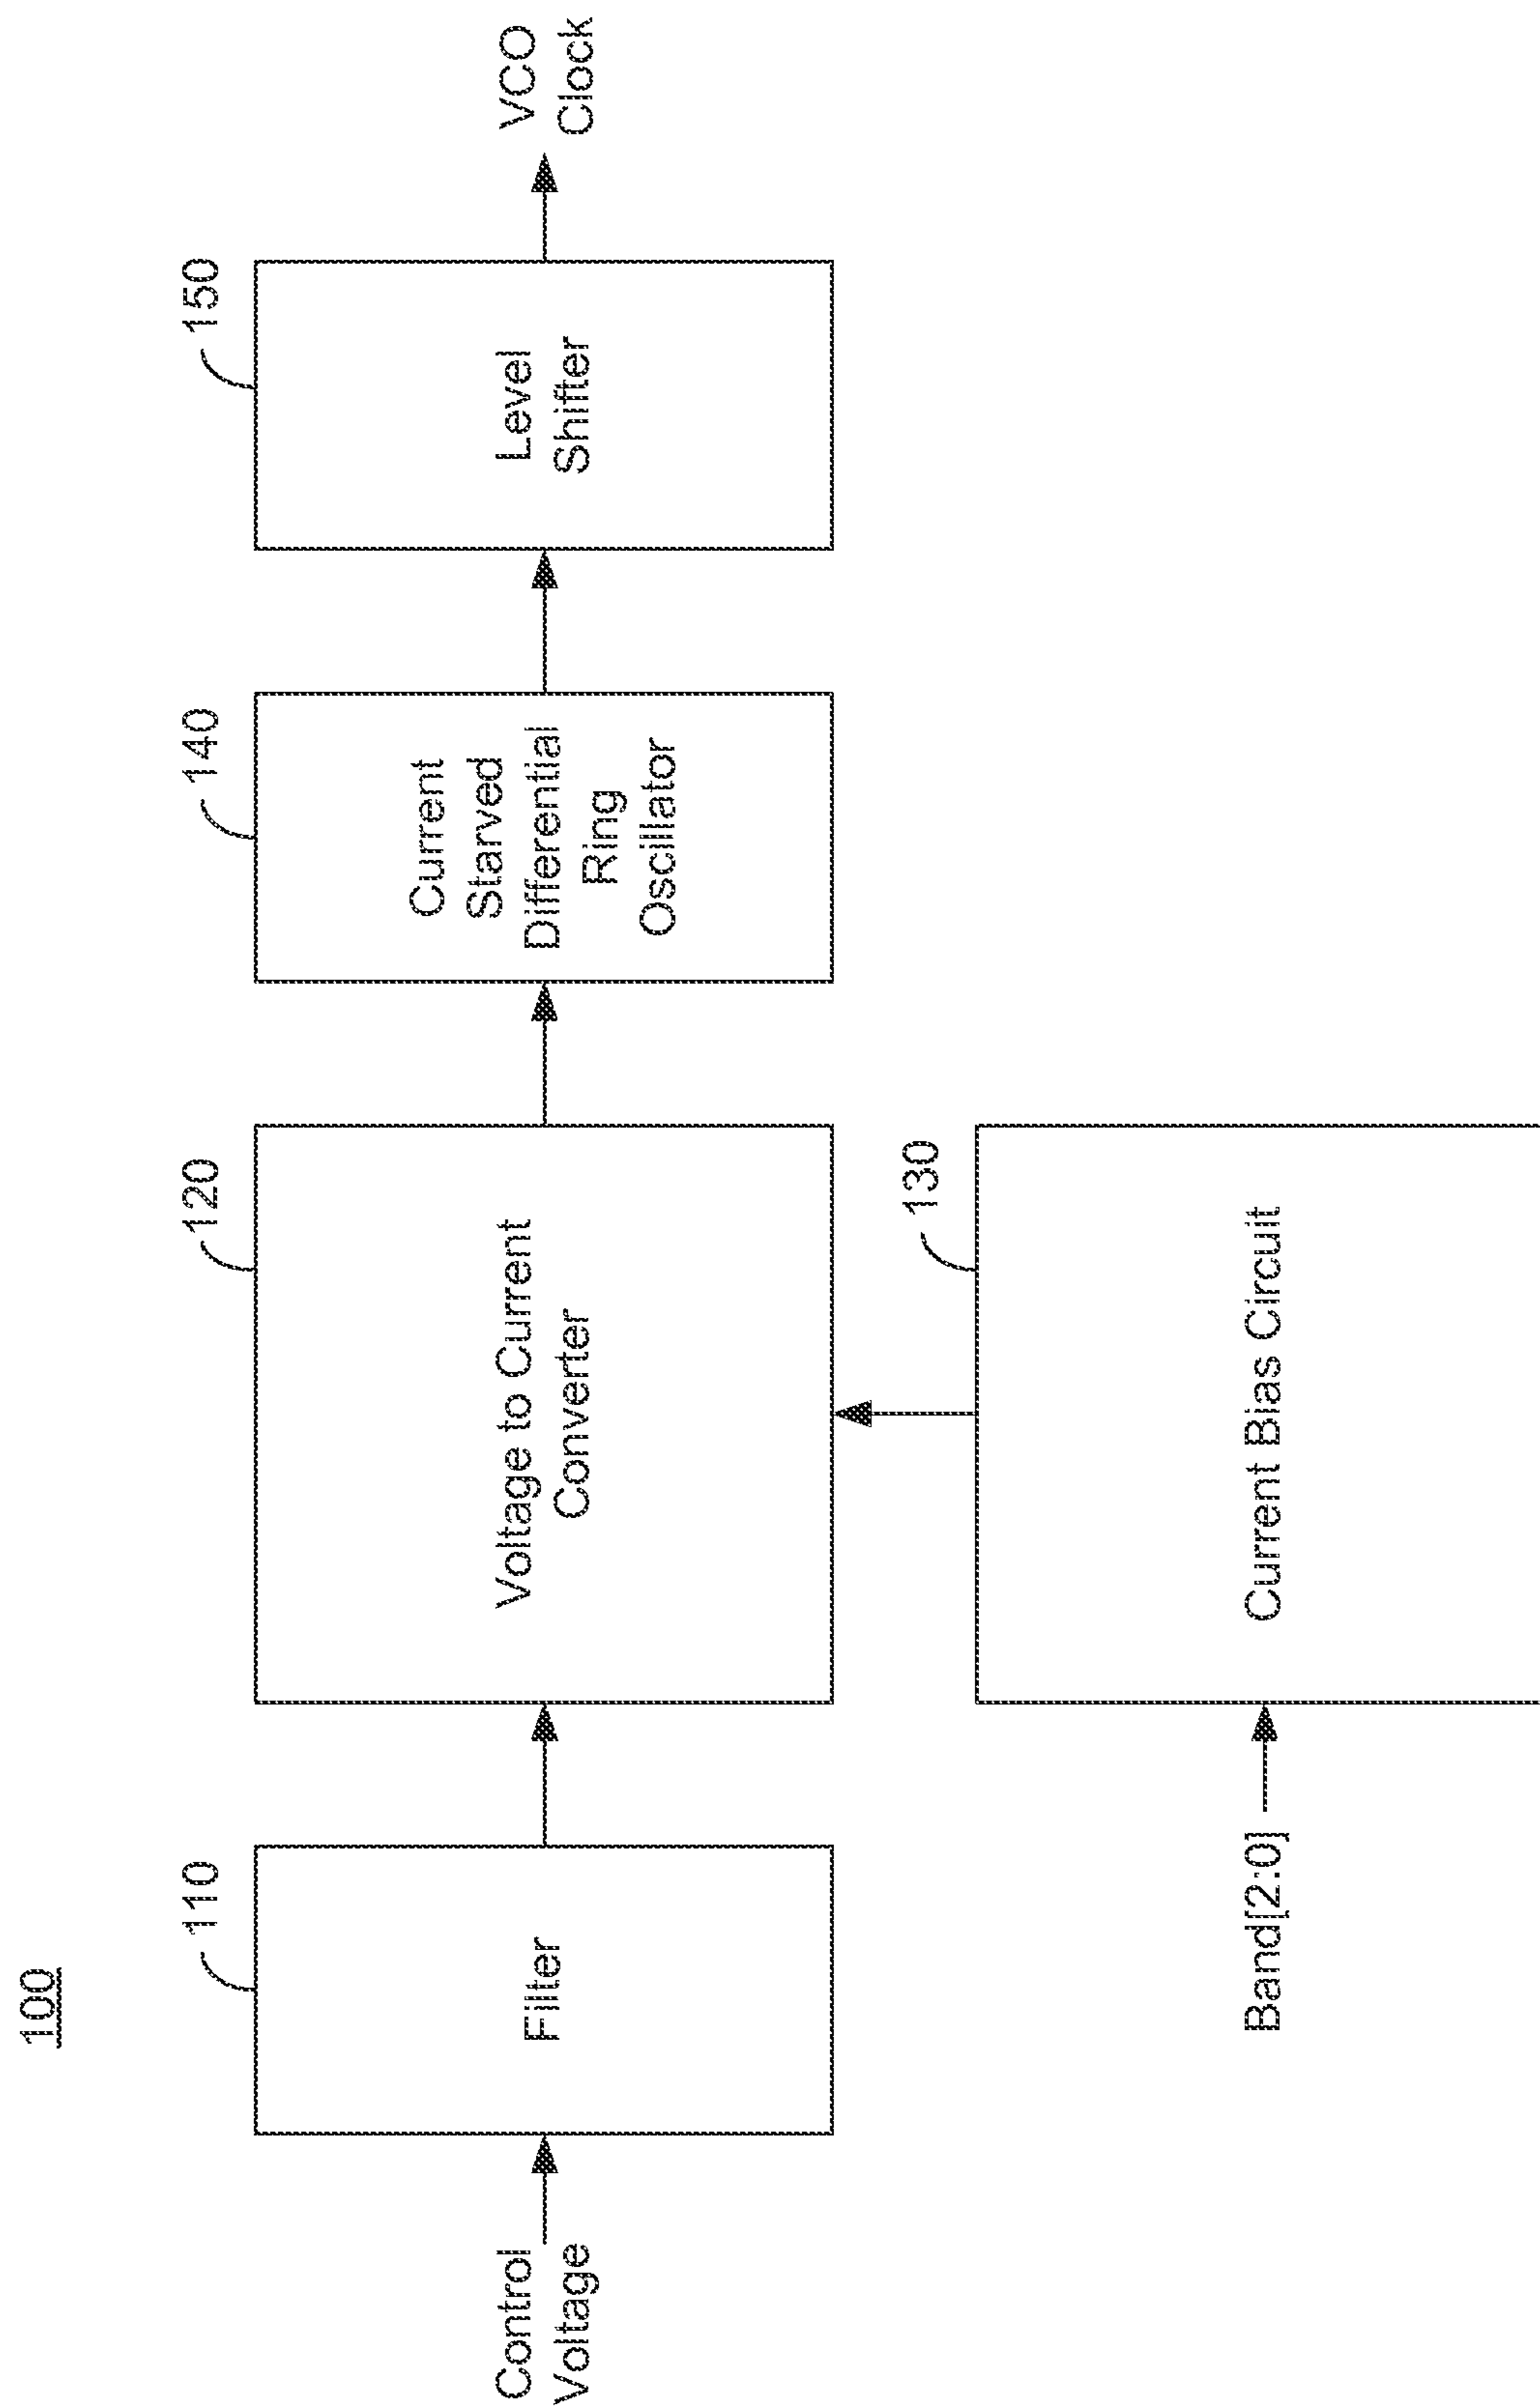 100
110
120
140
150
Control
Voltage
Filter
Voltage to Current
Converter
Current
Starved
Differential
Ring
Oscillator
Level
Shifter
VCO
Clock
130
Band[2:0]
Current Bias Circuit